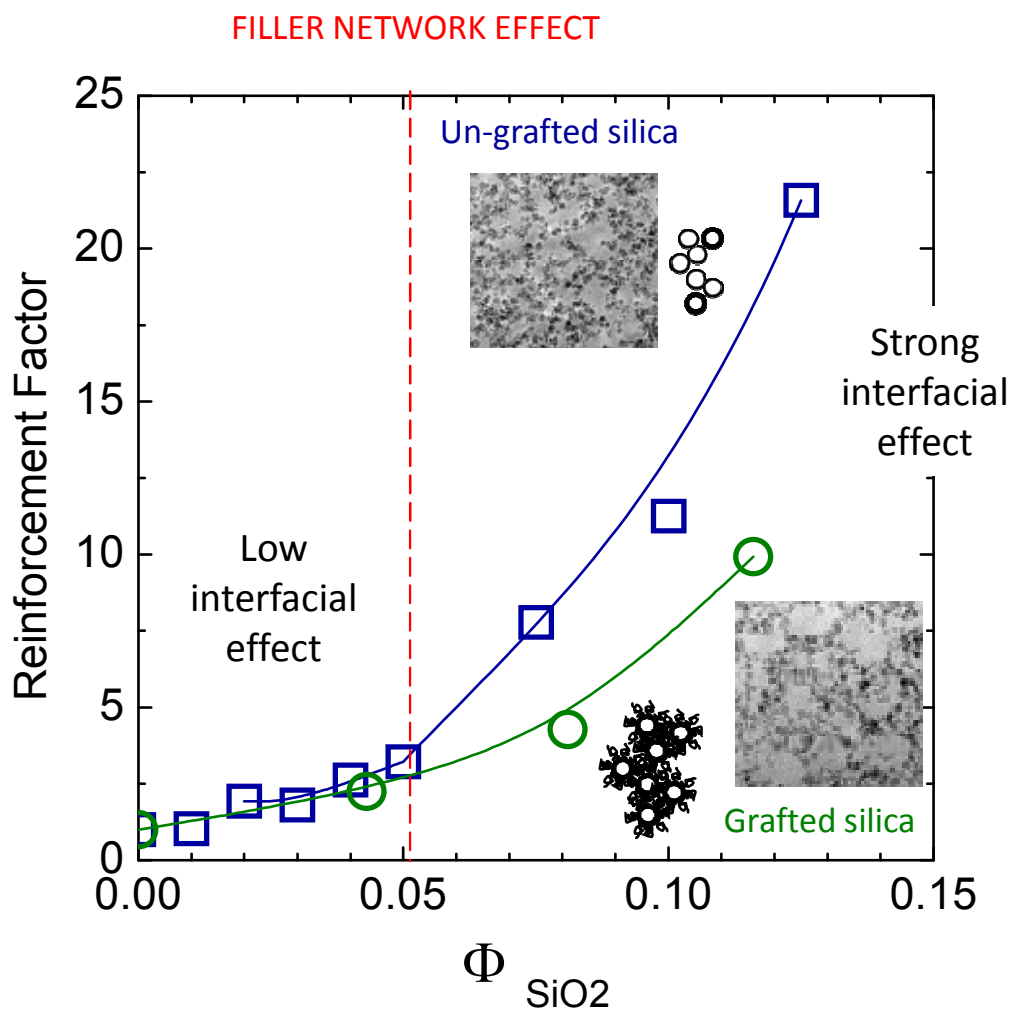 FILLER NETWORK EFFECT
25
20
15
10
5
0
Reinforcement Factor
Un-grafted silica
Strong
interfacial
effect
Low
interfacial
effect
Grafted silica
0.00
0.05
0.10
0.15
Φ SiO2